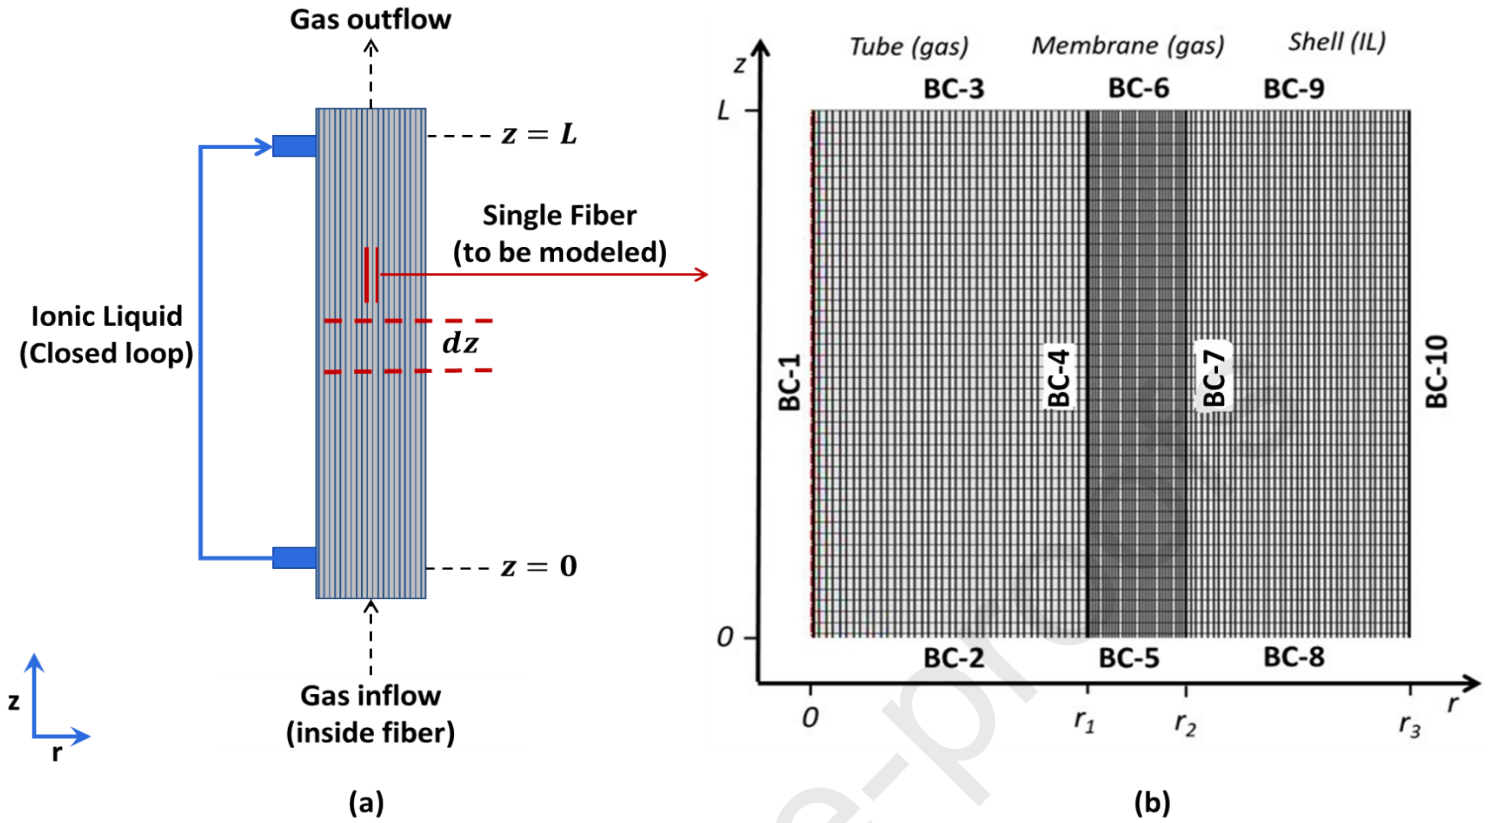 Gas outflow
z = L
Single Fiber
(to be modeled)
Ionic Liquid
(Closed loop)
dz
z = 0
Gas inflow
(inside fiber)
z
r
(a)
z
Tube (gas) Membrane (gas) Shell (IL)
BC-3 BC-6 BC-9
L
BC-1
BC-4
BC-7
BC-10
0
BC-2 BC-5 BC-8
0 r1 r2 r3 r
(b)